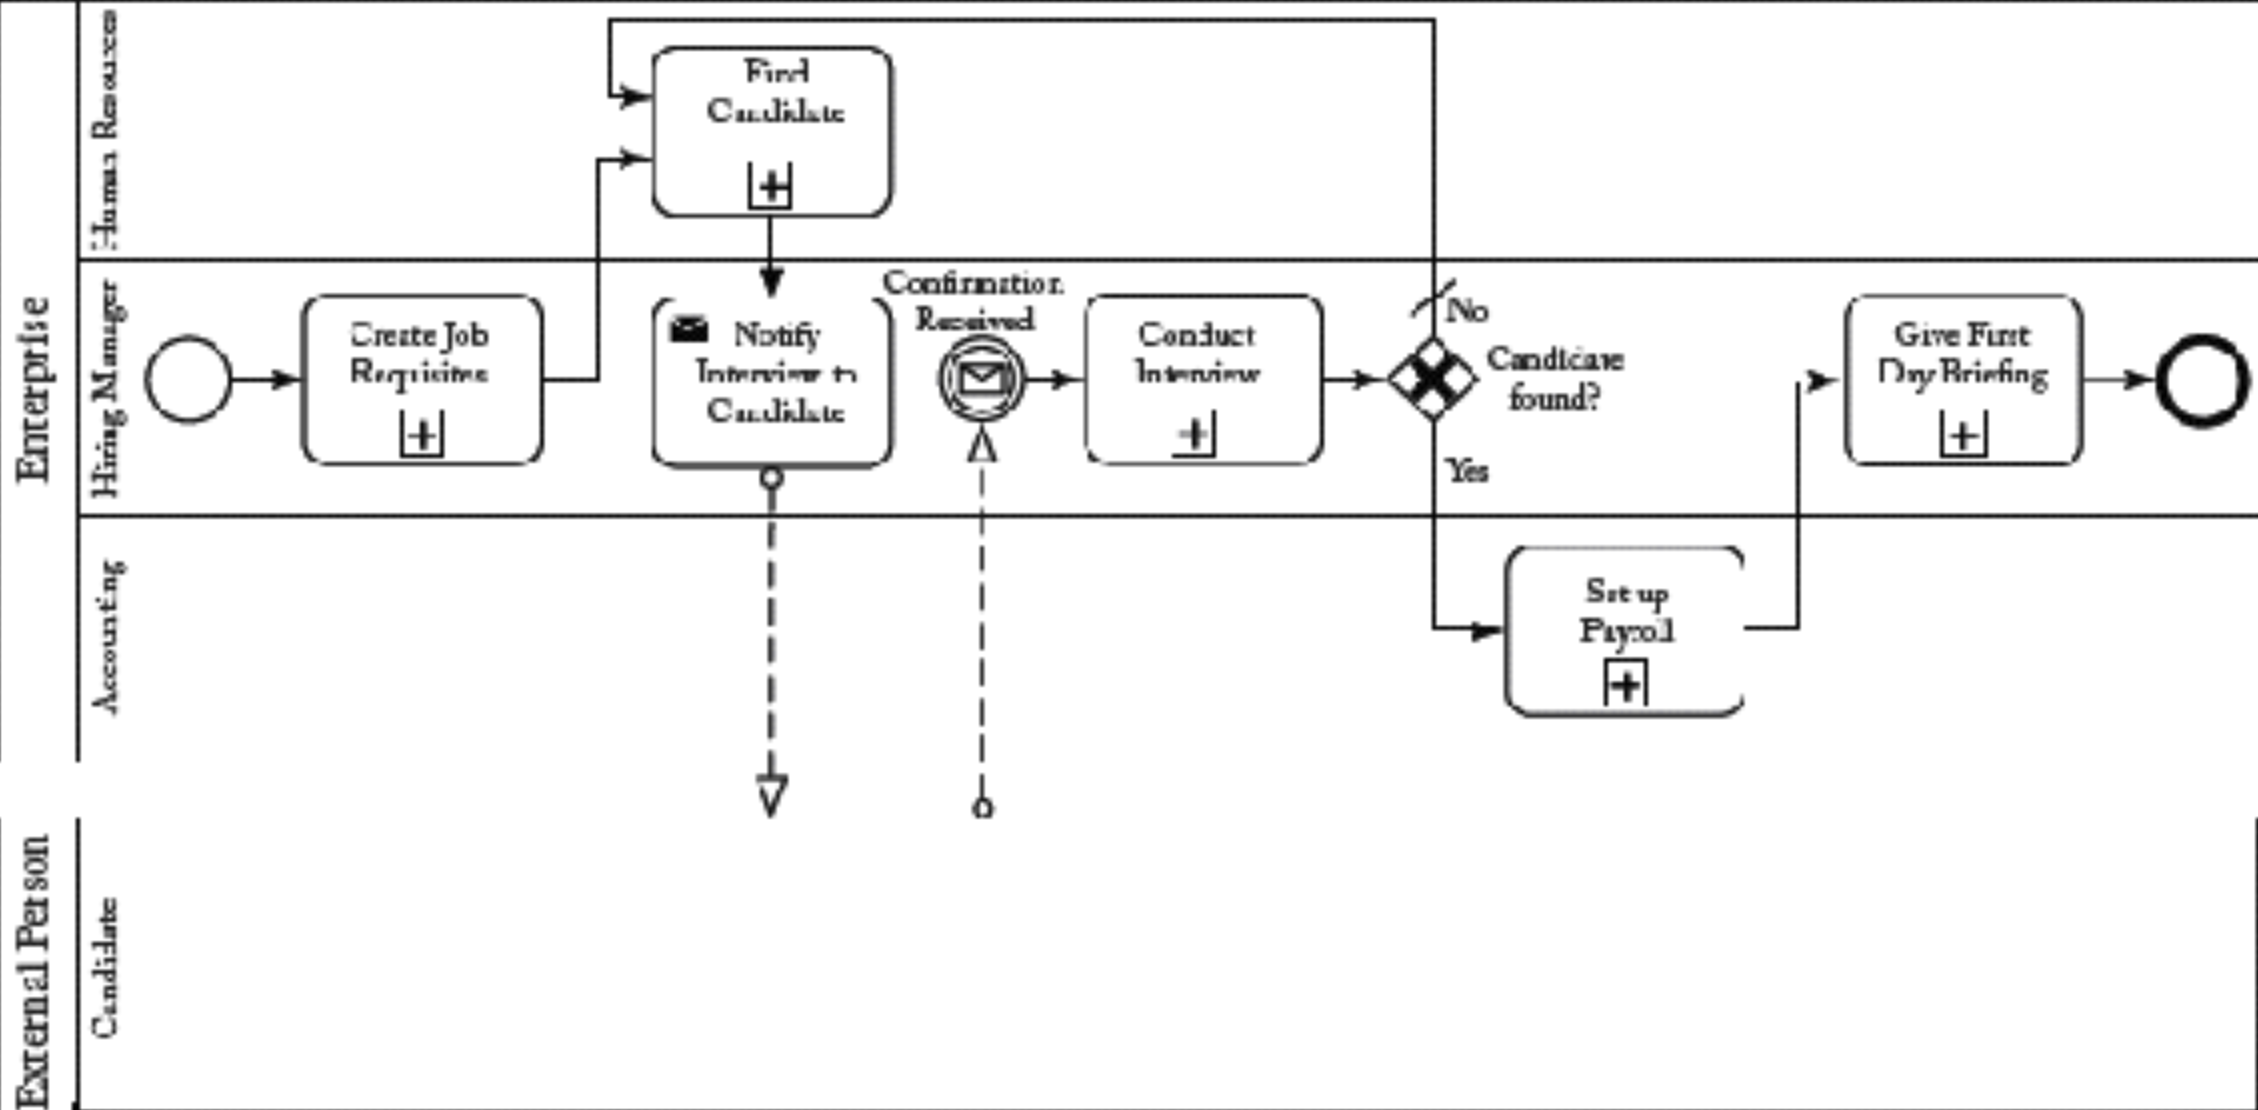 Enterprise
Human Resources
Find
Candidate
Hiring Manager
Create Job
Requisites
Notify
Interview to
Candidate
Confirmation
Received
Conduct
Interview
No
Candidate
found?
Yes
Give First
Day Briefing
Accounting
Set up
Payroll
External Person
Candidate